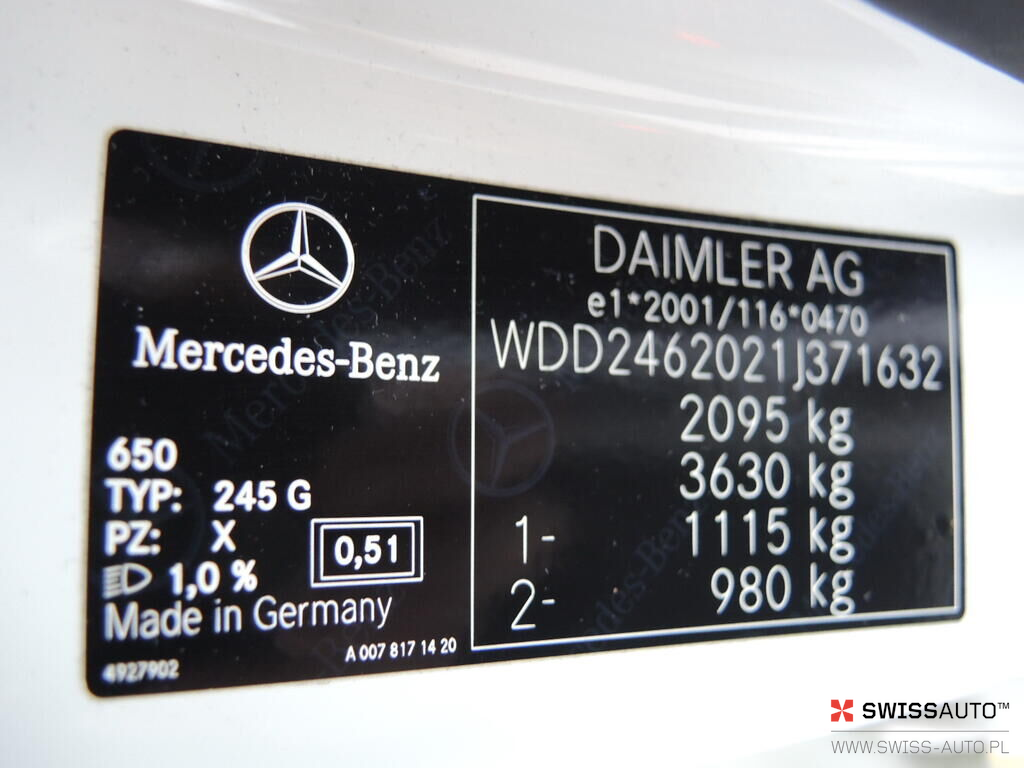 Mercedes-Benz
650
TYP: 245 G
PZ: X
1,0 %
0,51
Made in Germany
4927902
A 007 817 14 20
DAIMLER AG
e1*2001/116*0470
WDD2462021J371632
2095 kg
3630 kg
1- 1115 kg
2- 980 kg
SWISSAUTO™
WWW.SWISS-AUTO.PL